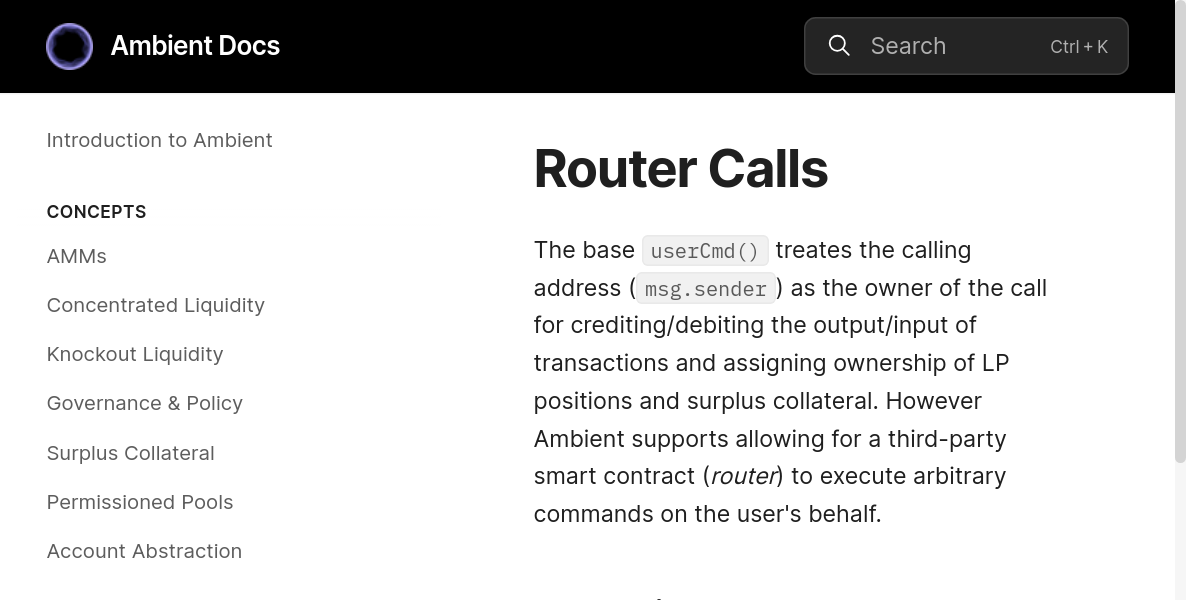 Ambient Docs
Search
Ctrl + K
Introduction to Ambient
CONCEPTS
AMMs
Concentrated Liquidity
Knockout Liquidity
Governance & Policy
Surplus Collateral
Permissioned Pools
Account Abstraction
Router Calls
The base userCmd() treates the calling
address (msg.sender) as the owner of the call
for crediting/debiting the output/input of
transactions and assigning ownership of LP
positions and surplus collateral. However
Ambient supports allowing for a third-party
smart contract (router) to execute arbitrary
commands on the user's behalf.